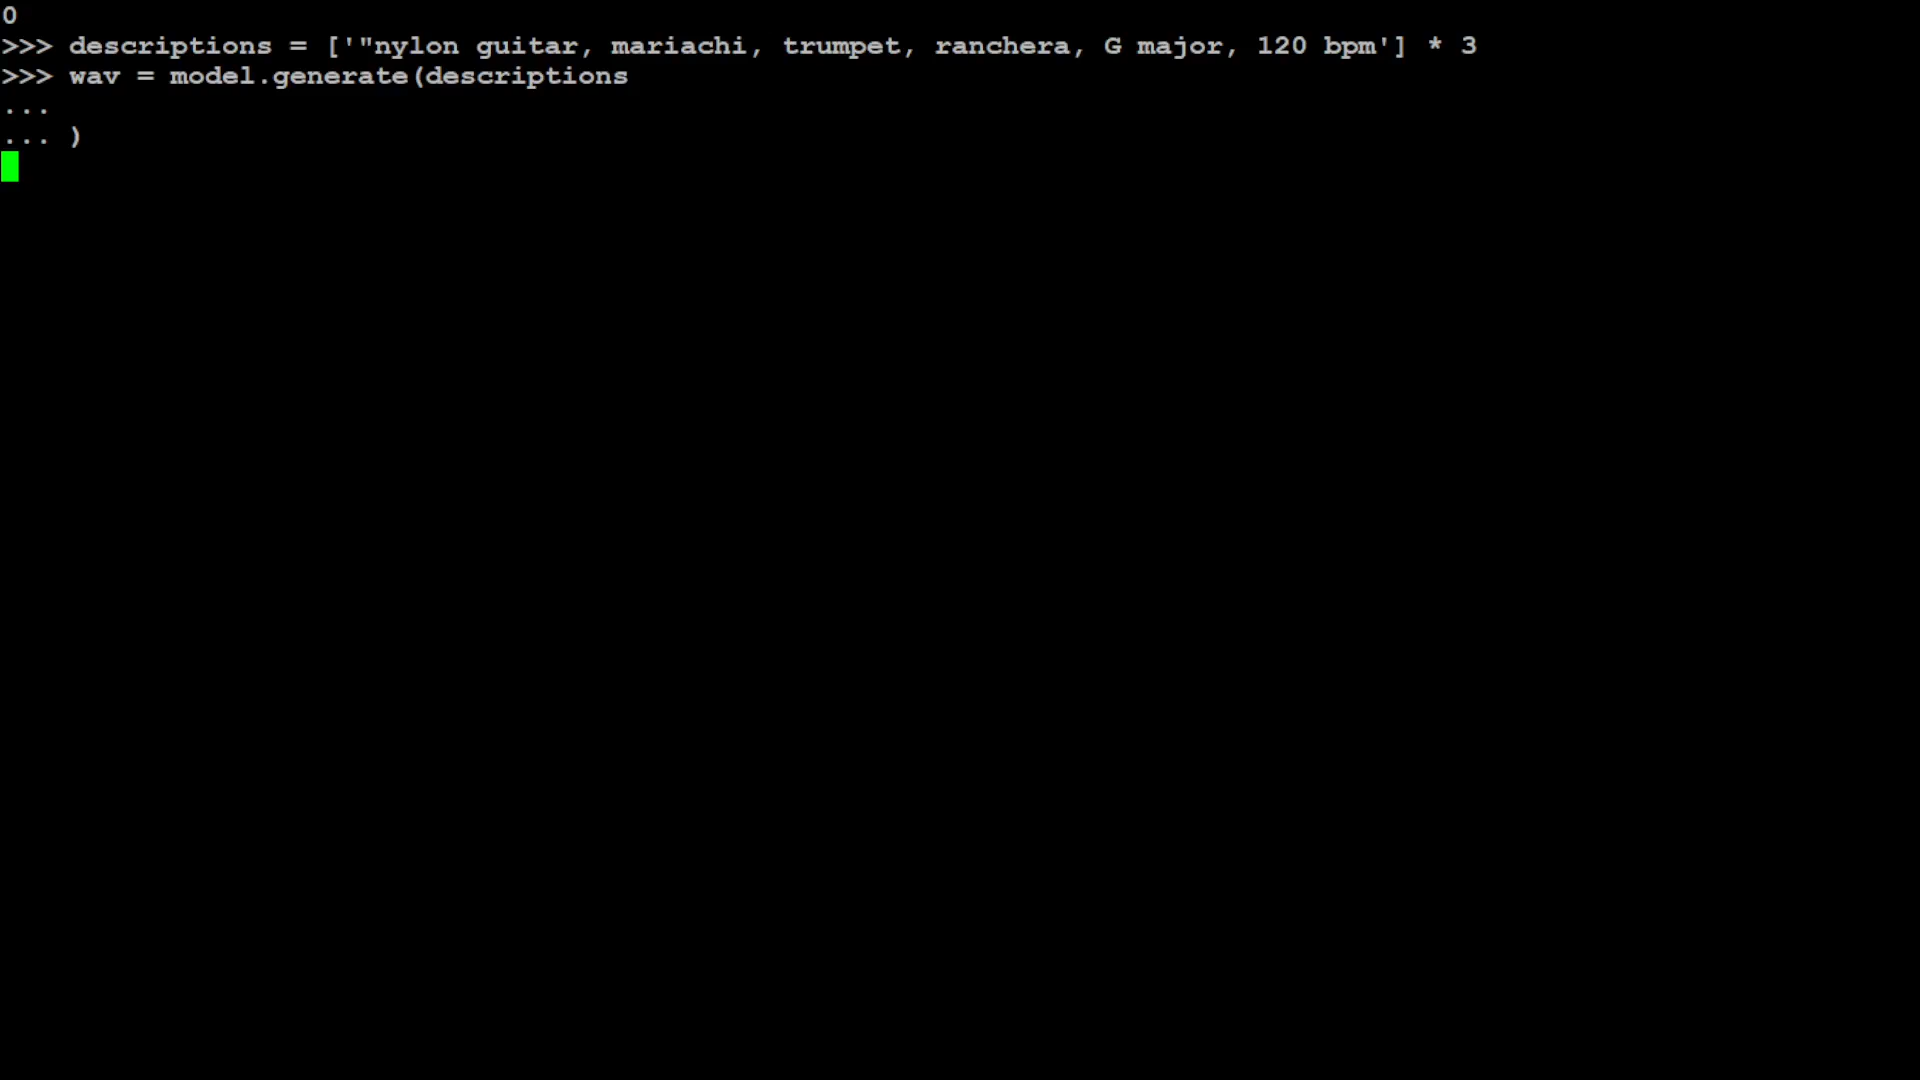 0
>>> descriptions = ['"nylon guitar, mariachi, trumpet, ranchera, G major, 120 bpm'] * 3
>>> wav = model.generate(descriptions
...
... )